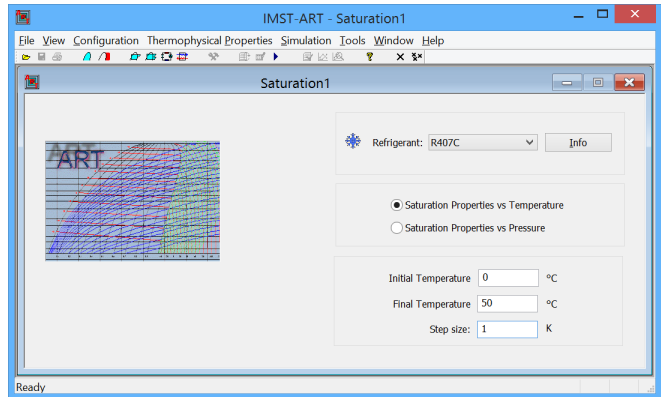 IMST-ART - Saturation1
File View Configuration Thermophysical Properties Simulation Tools Window Help
Saturation1
ART
Refrigerant: R407C Info
Saturation Properties vs Temperature
Saturation Properties vs Pressure
Initial Temperature 0 ºC
Final Temperature 50 ºC
Step size: 1 K
Ready